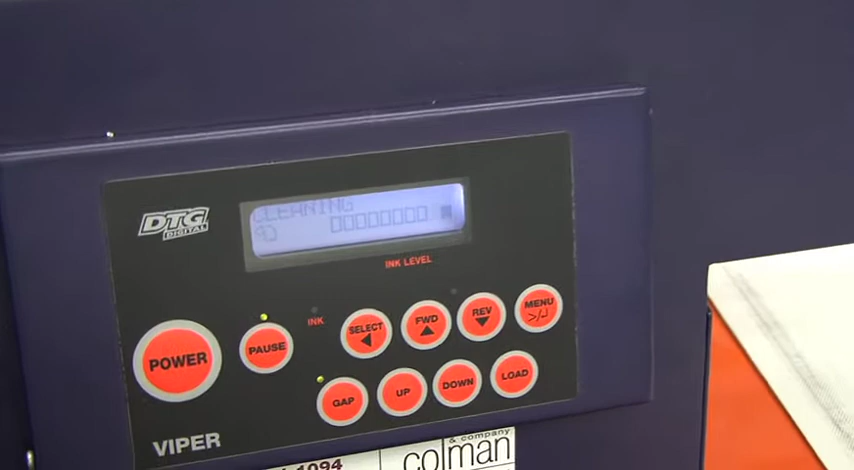 DTG
DIGITAL
CLEANING
INK LEVEL
POWER
PAUSE
INK
SELECT
FWD
REV
MENU
GAP
UP
DOWN
LOAD
VIPER
1094
& company
colman